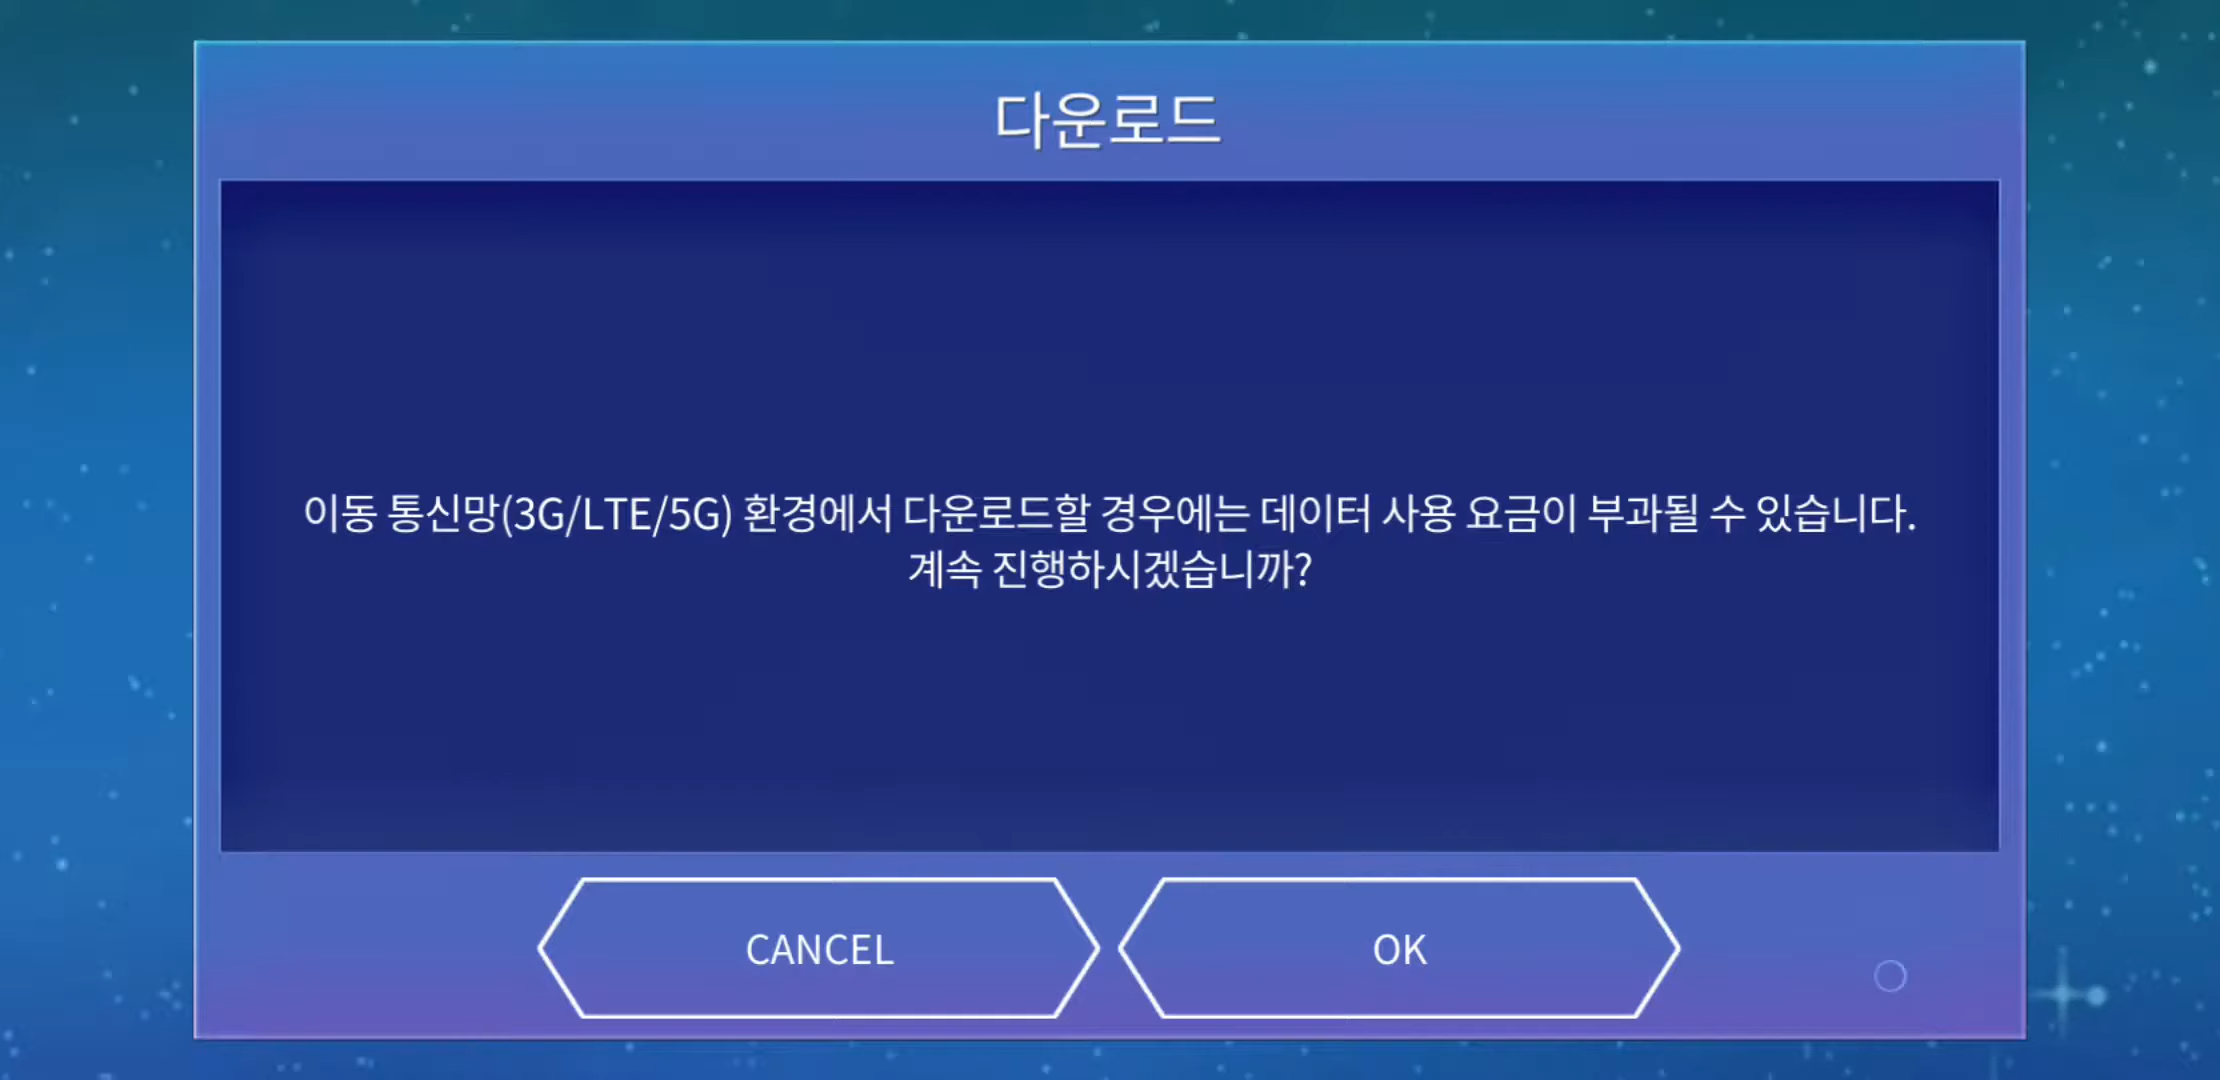 다운로드
이동 통신망(3G/LTE/5G) 환경에서 다운로드할 경우에는 데이터 사용 요금이 부과될 수 있습니다.
계속 진행하시겠습니까?
CANCEL
OK